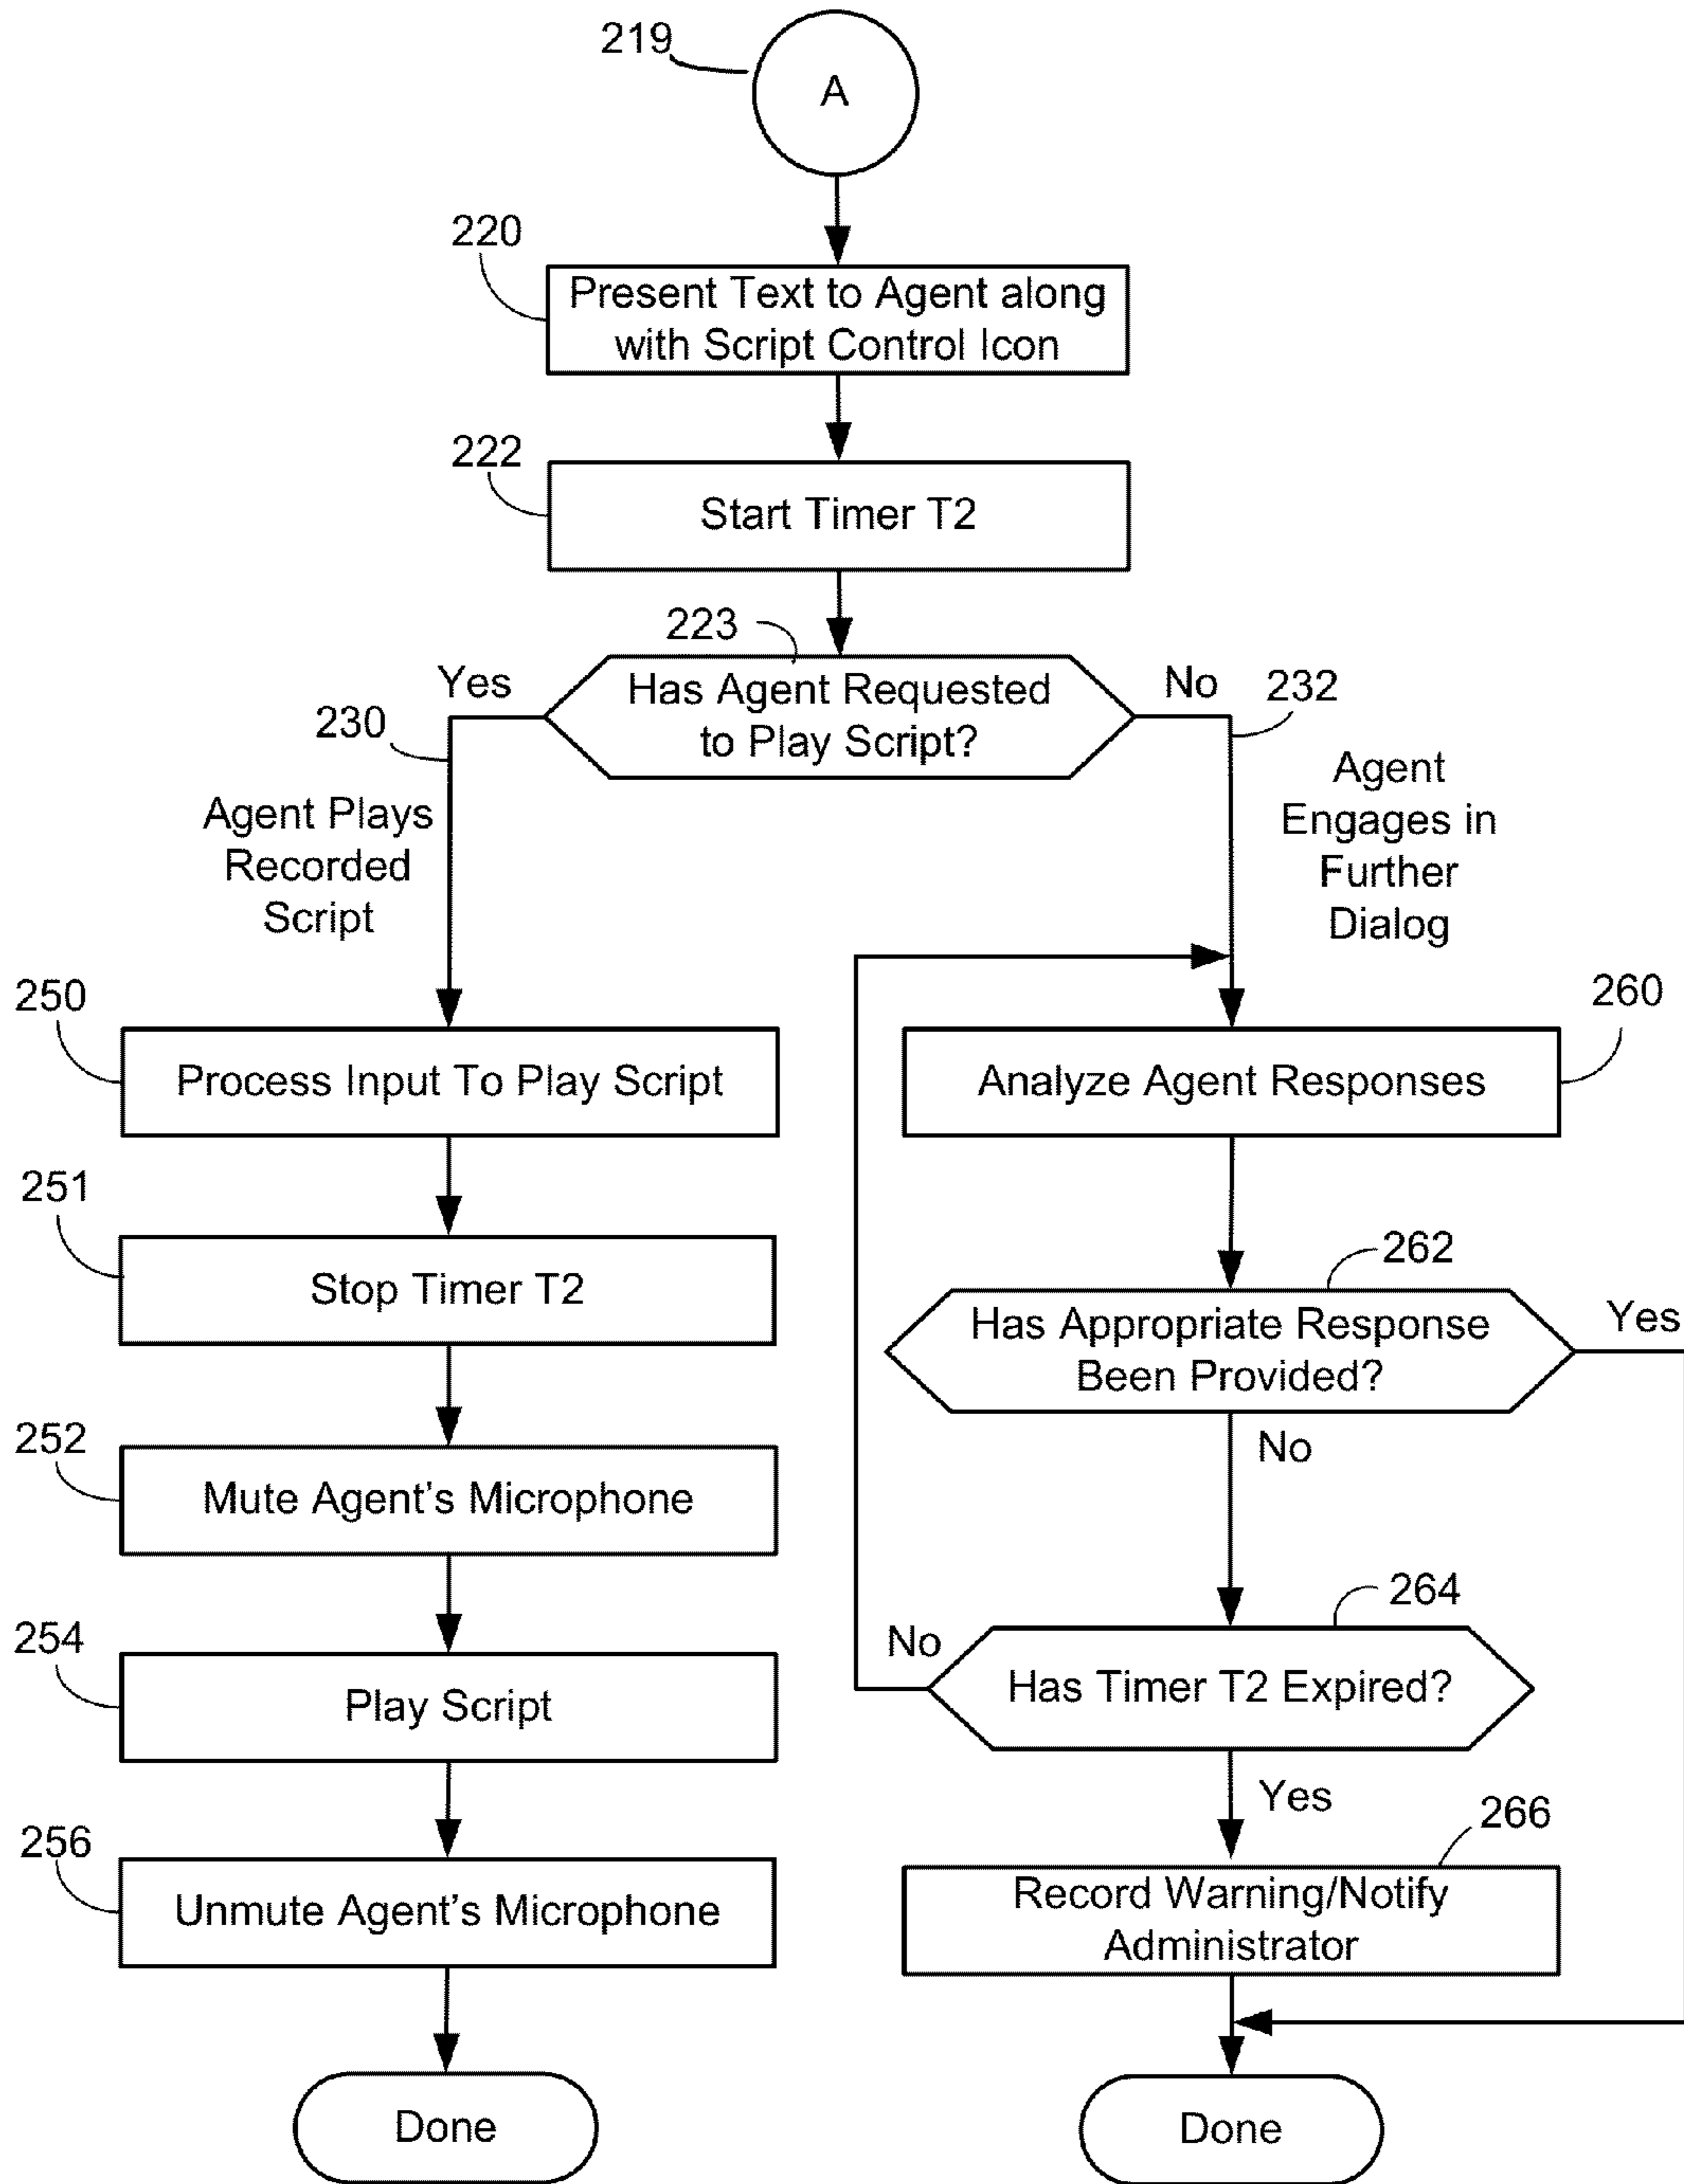 219
A
220
Present Text to Agent along
with Script Control Icon
222
Start Timer T2
223
Yes
Has Agent Requested
to Play Script?
No
232
230
Agent Plays
Recorded
Script
Agent
Engages in
Further
Dialog
250
Process Input To Play Script
260
Analyze Agent Responses
251
Stop Timer T2
262
Has Appropriate Response
Been Provided?
Yes
No
252
Mute Agent’s Microphone
264
No
Has Timer T2 Expired?
Yes
254
Play Script
266
Record Warning/Notify
Administrator
256
Unmute Agent’s Microphone
Done
Done